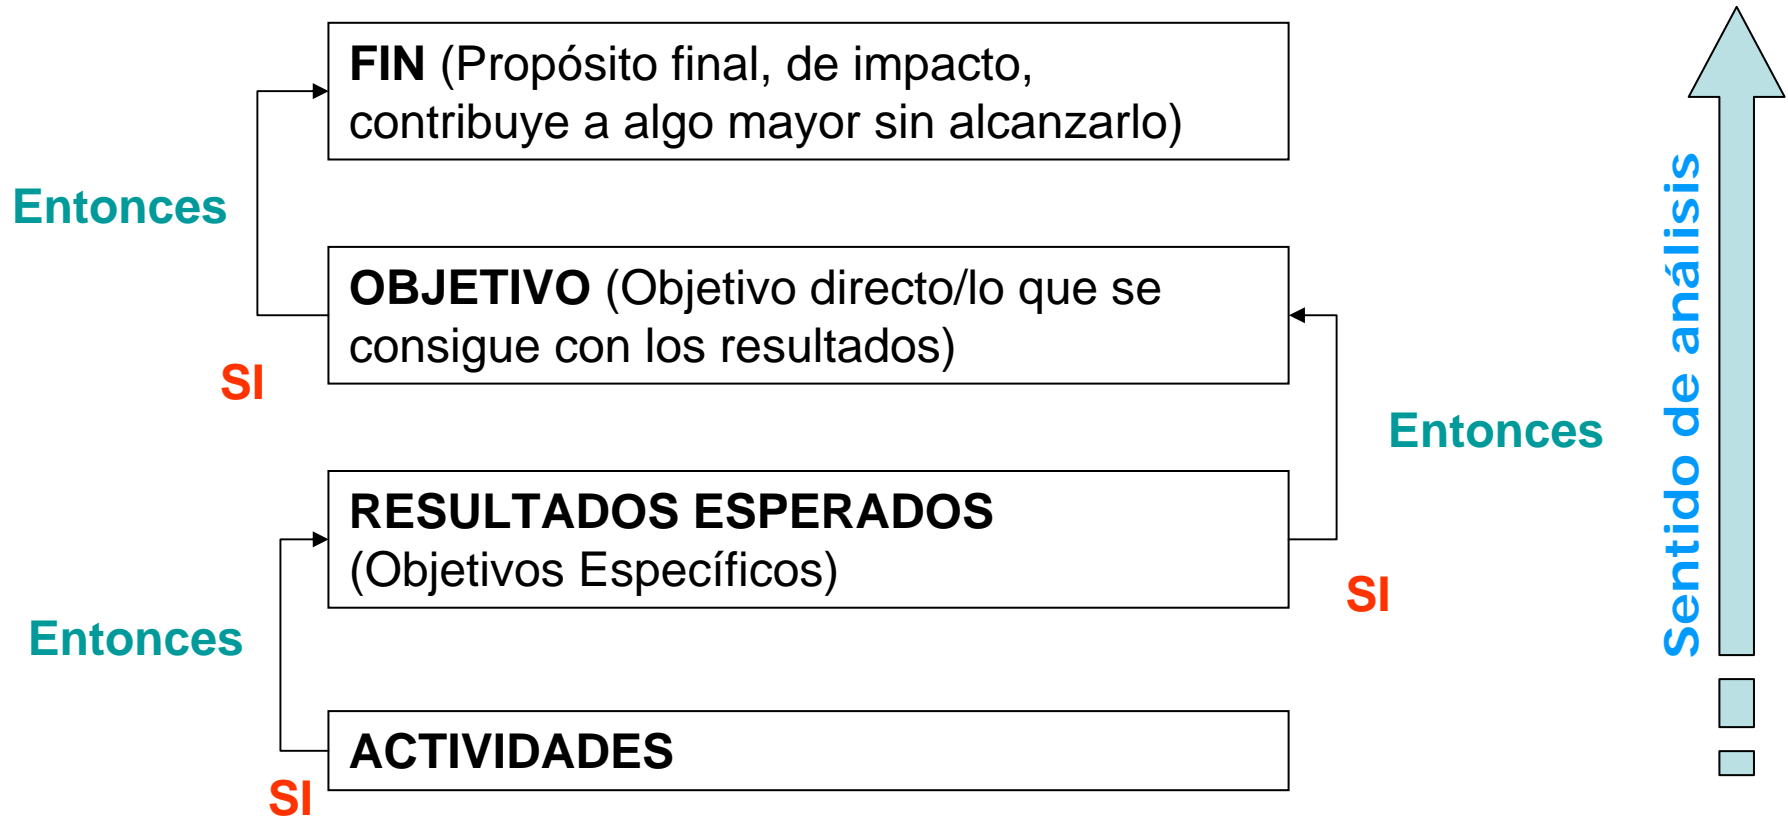 FIN (Propósito final, de impacto,
contribuye a algo mayor sin alcanzarlo)
Entonces
OBJETIVO (Objetivo directo/lo que se
consigue con los resultados)
SI
Entonces
RESULTADOS ESPERADOS
(Objetivos Específicos)
SI
Entonces
ACTIVIDADES
SI
Sentido de análisis